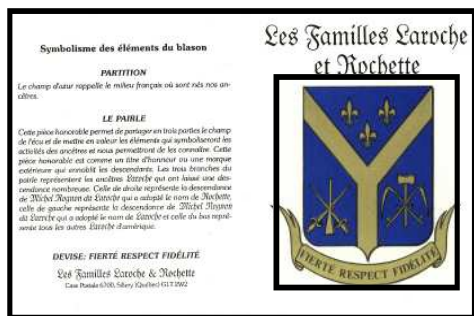 Symbolisme des éléments du blason
PARTITION
Le champ d'azur rappelle le milieu français où sont nés nos an-
cêtres.
LE PAIRLE
Cette pièce honorable permet de partager en trois parties le champ
de l'écu et de mettre en valeur les éléments qui symboliseront les
activités des ancêtres et nous permettront de les connaître. Cette
pièce honorable est comme un titre d'honneur ou une marque
extérieure qui ennoblit les descendants. Les trois branches du
pairle représentent les ancêtres Laroche qui ont laissé une des-
cendance nombreuse. Celle de droite représente la descendance
de Michel Rognon dit Laroche qui a adopté le nom de Rochette,
celle de gauche représente la descendance de Michel Rognon
dit Laroche qui a adopté le nom de Laroche et celle du bas repré-
sente tous les autres Laroche d'amérique.
DEVISE: FIERTÉ RESPECT FIDÉLITÉ
Les Familles Laroche & Rochette
Case Postale 6700, Sillery (Québec) G1T 2W2
Les Familles Laroche
et Rochette
FIERTE RESPECT FIDÉLITÉ